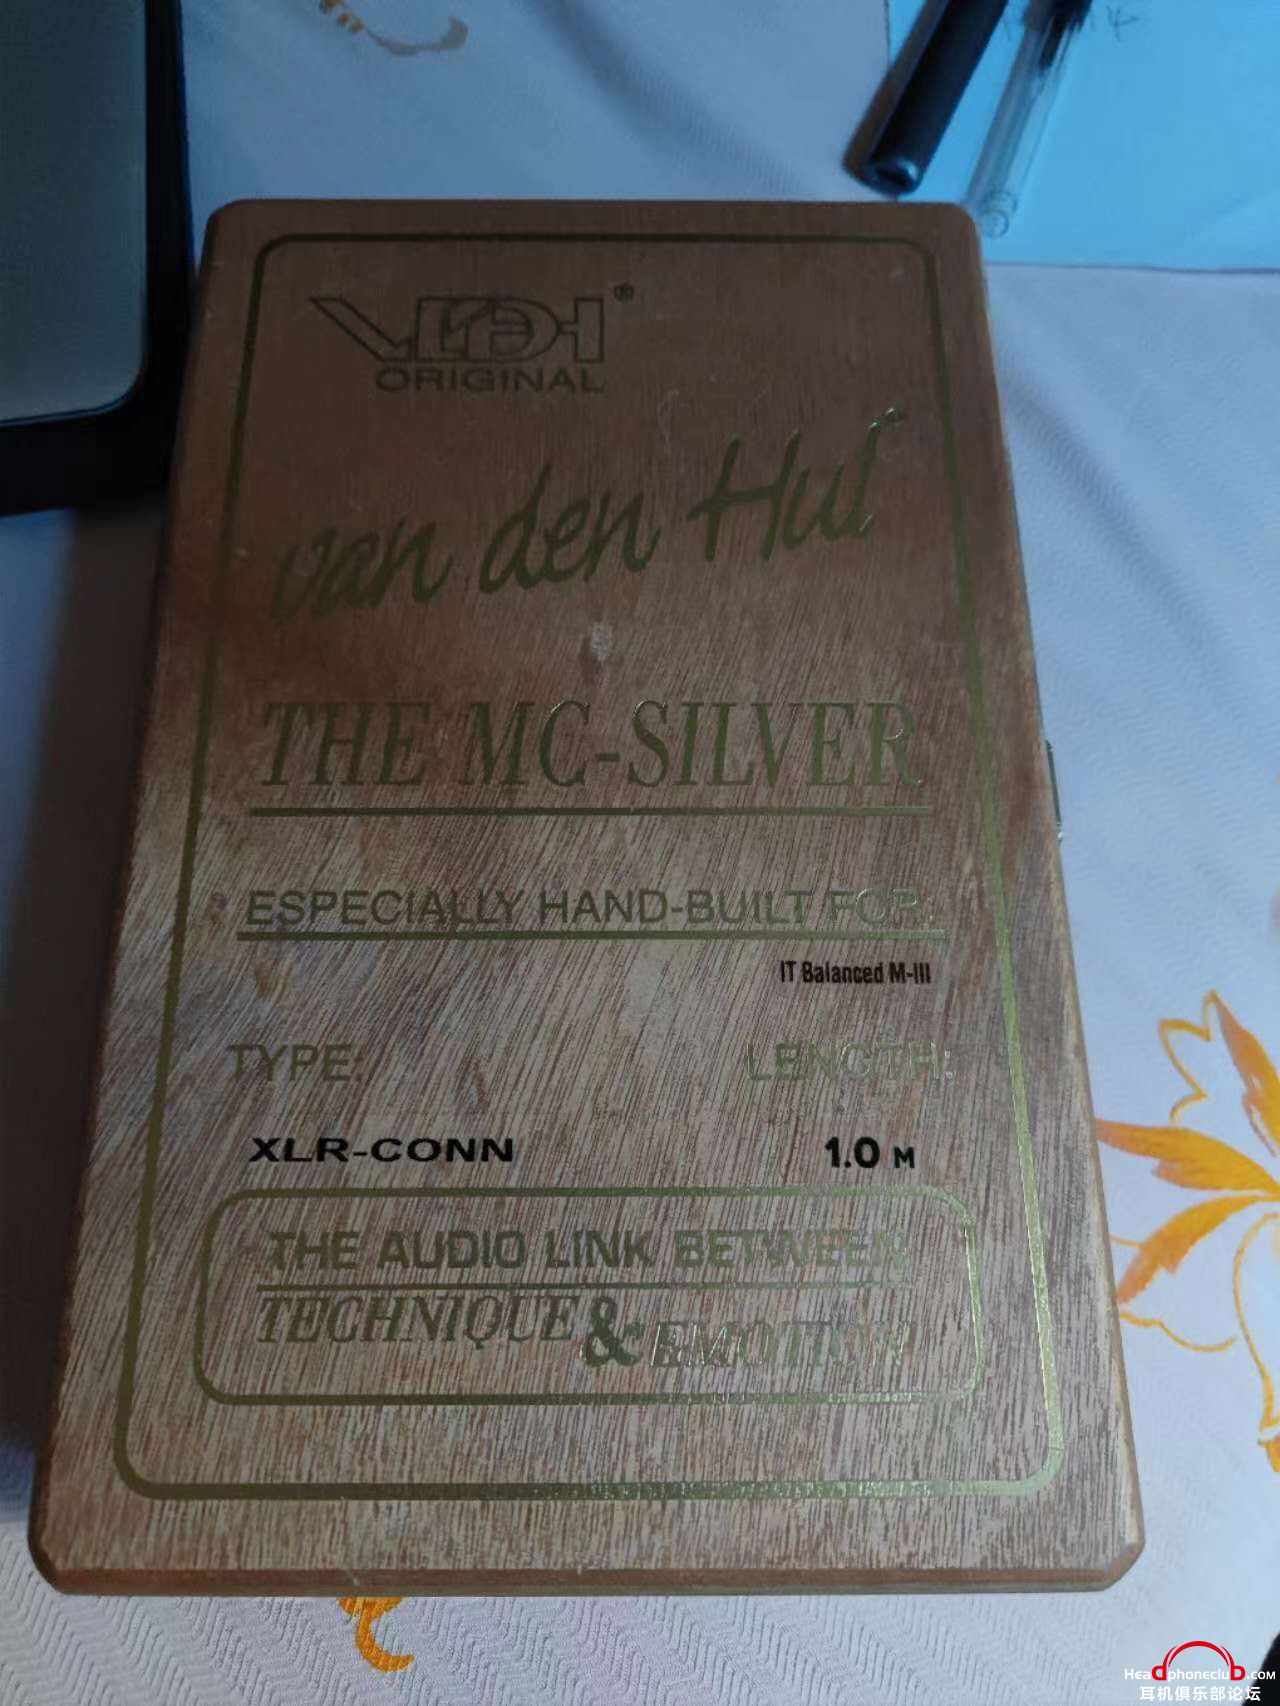 VDH®
ORIGINAL
van den Hul®
THE MC-SILVER
ESPECIALLY HAND-BUILT FOR:
IT Balanced M-III
TYPE: LENGTH:
XLR-CONN 1.0 M
THE AUDIO LINK BETWEEN
TECHNIQUE & EMOTION
Headphoneclub.com
耳机俱乐部论坛